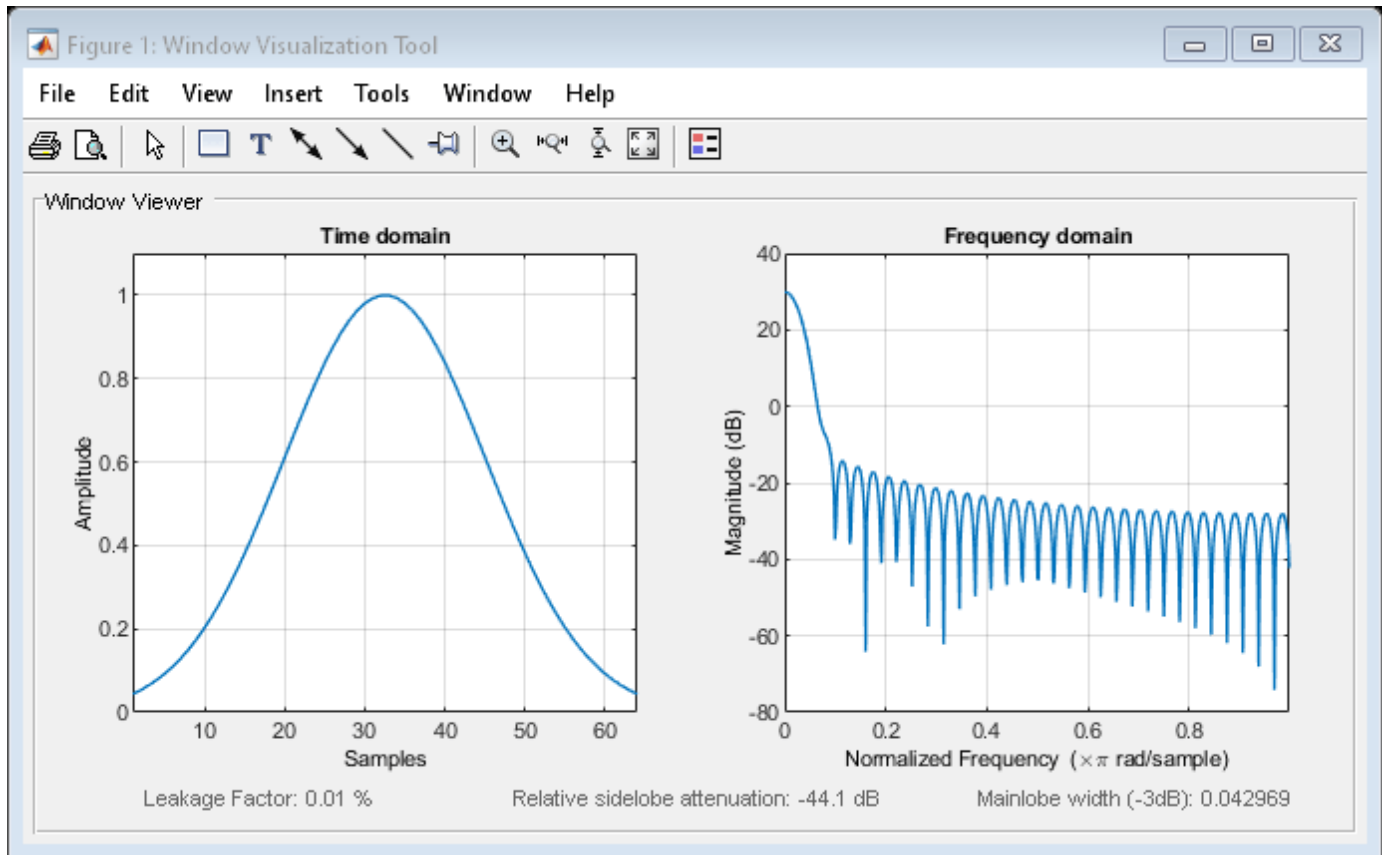 Figure 1: Window Visualization Tool
File Edit View Insert Tools Window Help
T
Window Viewer
Time domain
1
0.8
0.6
0.4
0.2
0
Amplitude
10 20 30 40 50 60
Samples
Frequency domain
40
20
0
-20
-40
-60
-80
Magnitude (dB)
0 0.2 0.4 0.6 0.8
Normalized Frequency (×π rad/sample)
Leakage Factor: 0.01 %
Relative sidelobe attenuation: -44.1 dB
Mainlobe width (-3dB): 0.042969